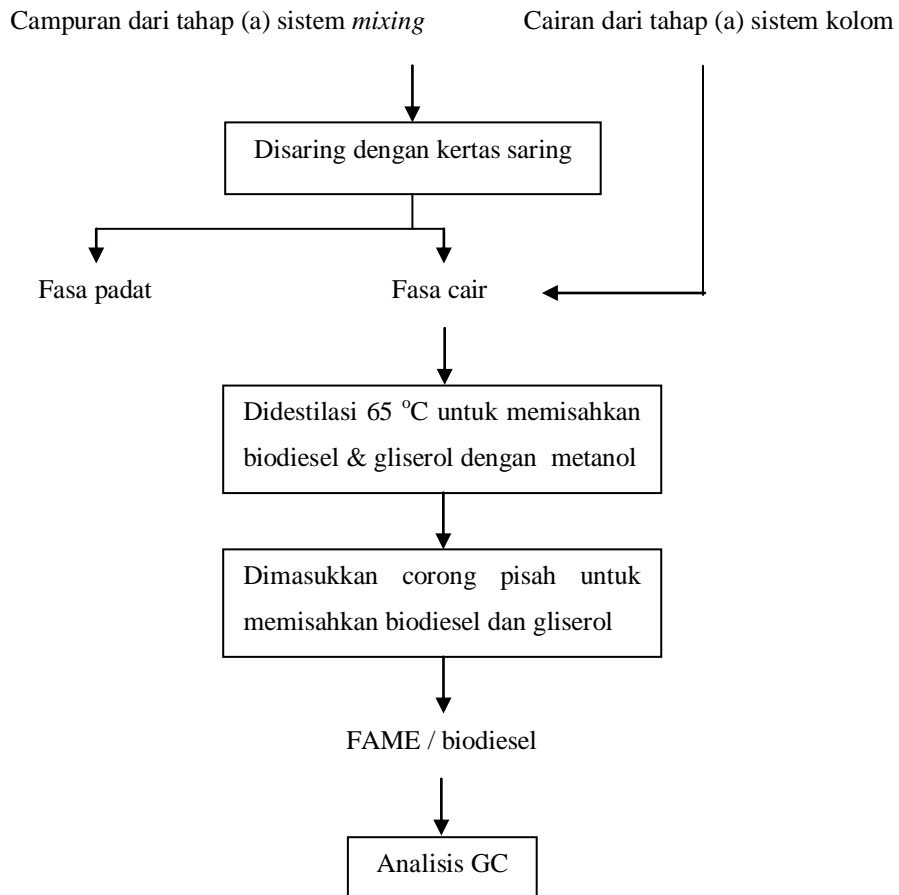 Campuran dari tahap (a) sistem mixing
Cairan dari tahap (a) sistem kolom
Disaring dengan kertas saring
Fasa padat
Fasa cair
Didestilasi 65 °C untuk memisahkan
biodiesel & gliserol dengan metanol
Dimasukkan corong pisah untuk
memisahkan biodiesel dan gliserol
FAME / biodiesel
Analisis GC